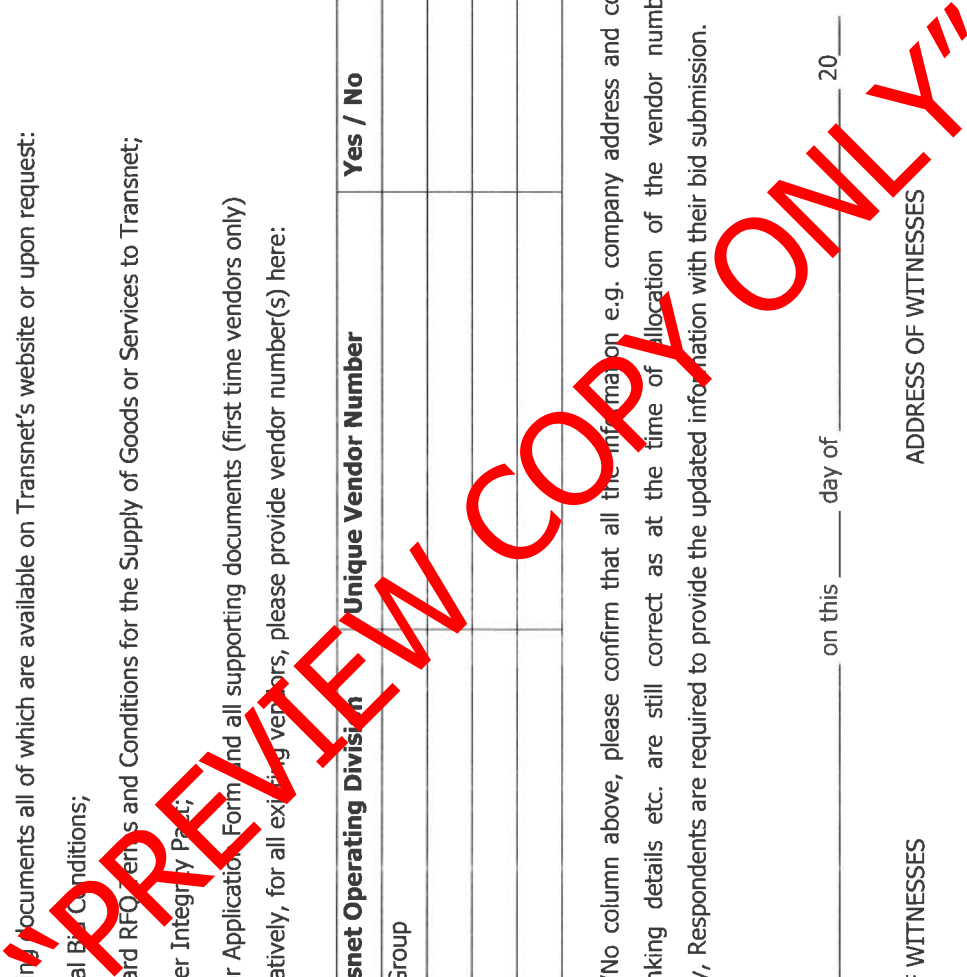 ng documents all of which are available on Transnet's website or upon request:
al Bid Conditions;
ard RFQ Terms and Conditions for the Supply of Goods or Services to Transnet;
er Integrity Pact;
r Application Form and all supporting documents (first time vendors only)
atively, for all existing vendors, please provide vendor number(s) here:
snet Operating Division Unique Vendor Number Yes / No
Group
/No column above, please confirm that all the information e.g. company address and co
nking details etc. are still correct as at the time of allocation of the vendor numb
y, Respondents are required to provide the updated information with their bid submission.
on this ____ day of ____ 20__
WITNESSES ADDRESS OF WITNESSES
"PREVIEW COPY ONLY"